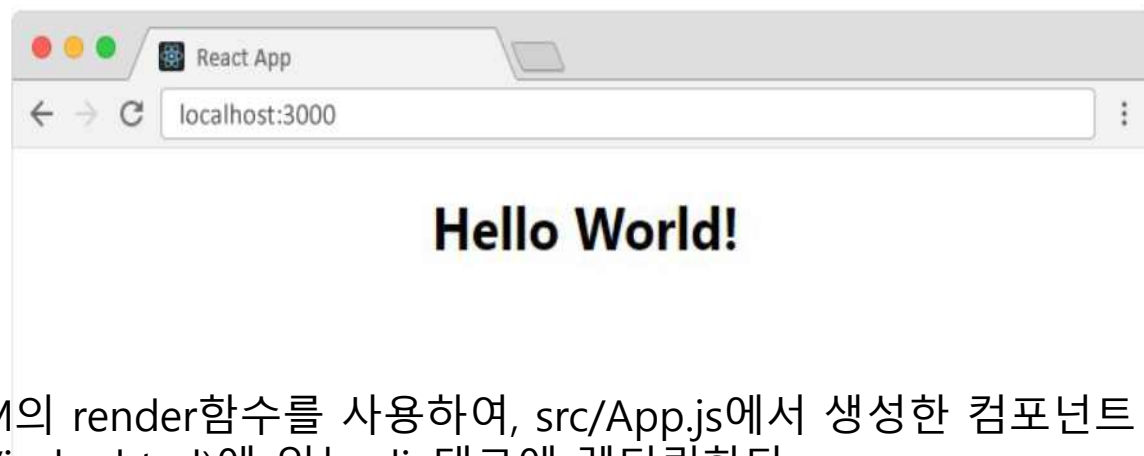 React App
localhost:3000
Hello World!
의 render함수를 사용하여, src/App.js에서 생성한 컴포넌트